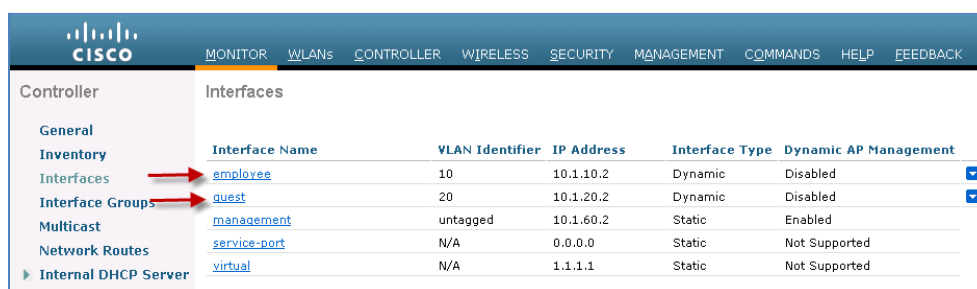 CISCO
MONITOR WLANs CONTROLLER WIRELESS SECURITY MANAGEMENT COMMANDS HELP FEEDBACK
Controller
General
Inventory
Interfaces
Interface Groups
Multicast
Network Routes
Internal DHCP Server
Interfaces
Interface Name VLAN Identifier IP Address Interface Type Dynamic AP Management
employee 10 10.1.10.2 Dynamic Disabled
guest 20 10.1.20.2 Dynamic Disabled
management untagged 10.1.60.2 Static Enabled
service-port N/A 0.0.0.0 Static Not Supported
virtual N/A 1.1.1.1 Static Not Supported